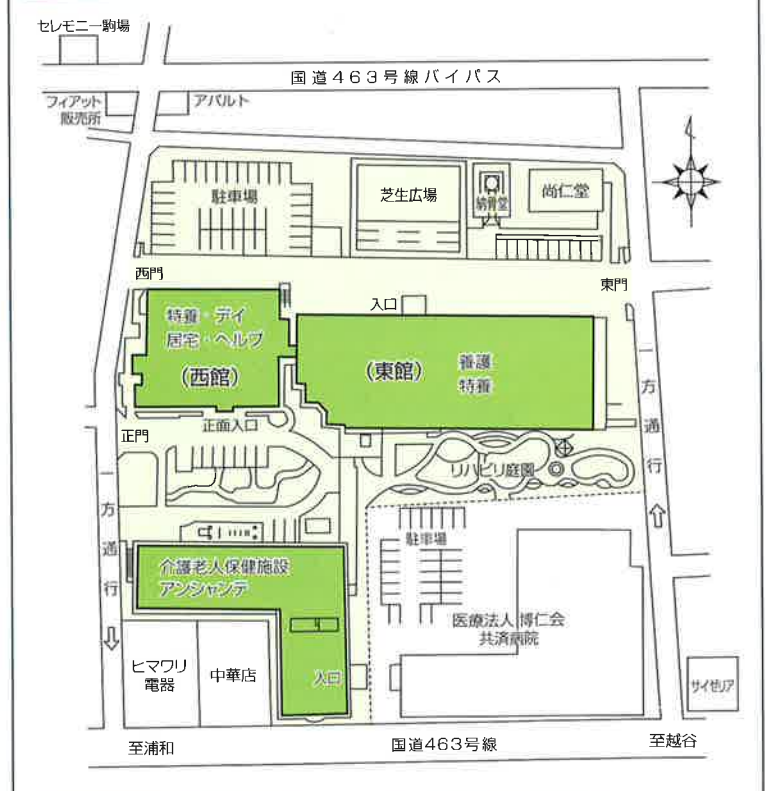 セレモニー駒場
国道463号線バイパス
フィアット
販売所
アバルト
駐車場
芝生広場
納骨堂
尚仁堂
西門
東門
入口
特養・デイ
居宅・ヘルプ
(西館)
(東館)
養護
特養
一方通行
正門
正面入口
リハビリ庭園
一方通行
駐車場
介護老人保健施設
アンシャンテ
医療法人 博仁会
共済病院
ヒマワリ
電器
中華店
入口
サイゼリア
至浦和
国道463号線
至越谷